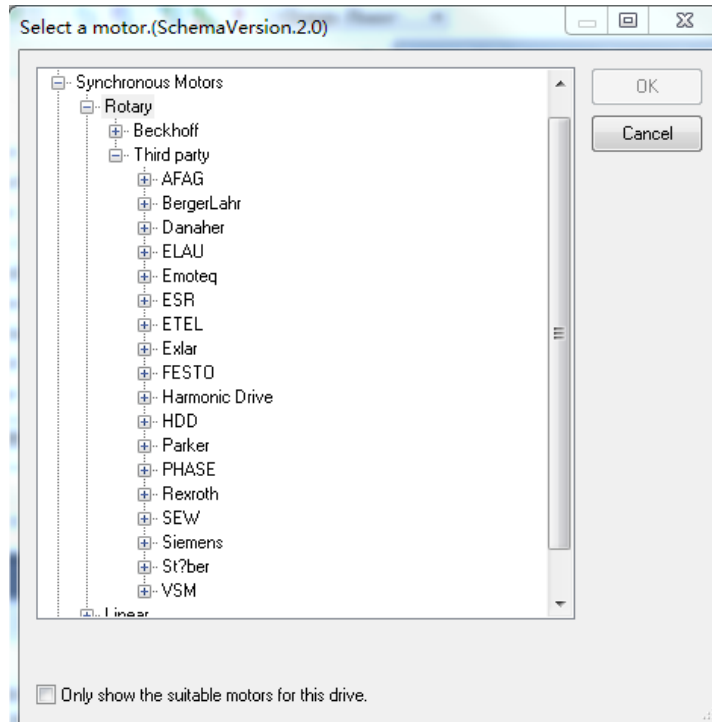 Select a motor.(SchemaVersion.2.0)
Synchronous Motors
OK
Rotary
Beckhoff
Cancel
Third party
AFAG
BergerLahr
Danaher
ELAU
Emoteq
ESR
ETEL
Exlar
FESTO
Harmonic Drive
HDD
Parker
PHASE
Rexroth
SEW
Siemens
St?ber
VSM
Linear
Only show the suitable motors for this drive.